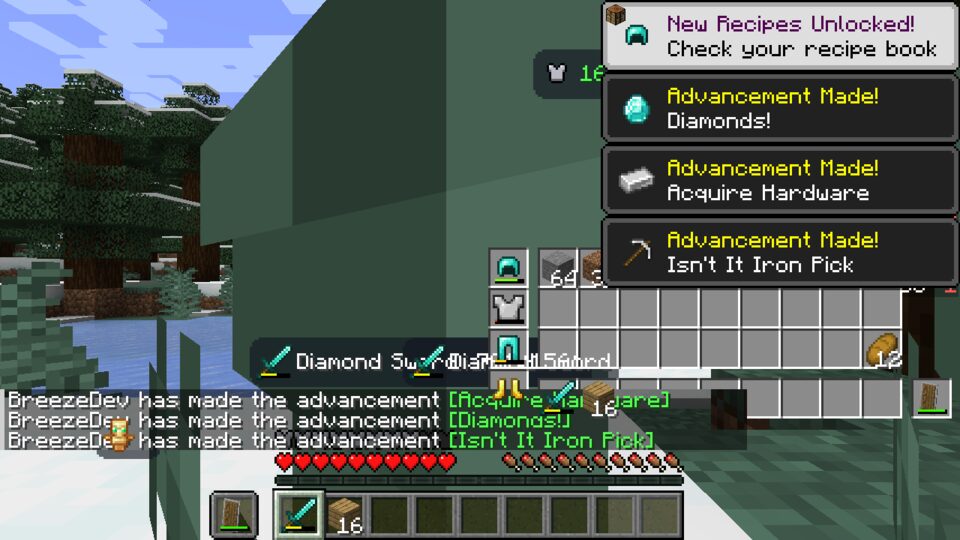 New Recipes Unlocked!
Check your recipe book
16
Advancement Made!
Diamonds!
Advancement Made!
Acquire Hardware
Advancement Made!
Isn't It Iron Pick
64
12
Diamond Sword
BreezeDev has made the advancement [Acquire Hardware]
16
BreezeDev has made the advancement [Diamonds!]
BreezeDev has made the advancement [Isn't It Iron Pick]
16